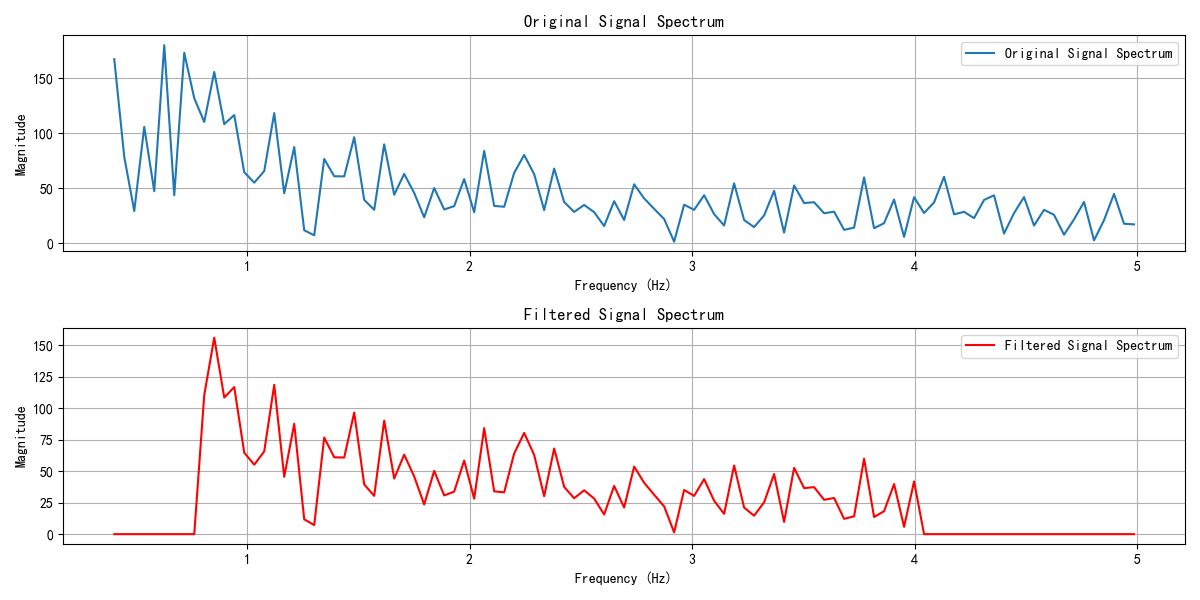 Original Signal Spectrum
Original Signal Spectrum
Magnitude
150
100
50
0
1 2 3 4 5
Frequency (Hz)
Filtered Signal Spectrum
Filtered Signal Spectrum
Magnitude
150
125
100
75
50
25
0
1 2 3 4 5
Frequency (Hz)